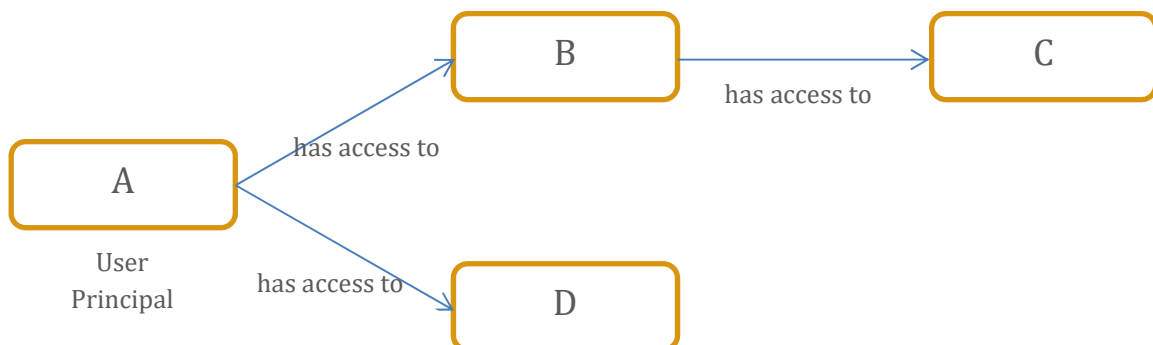 B
C
has access to
has access to
A
User
Principal
has access to
D